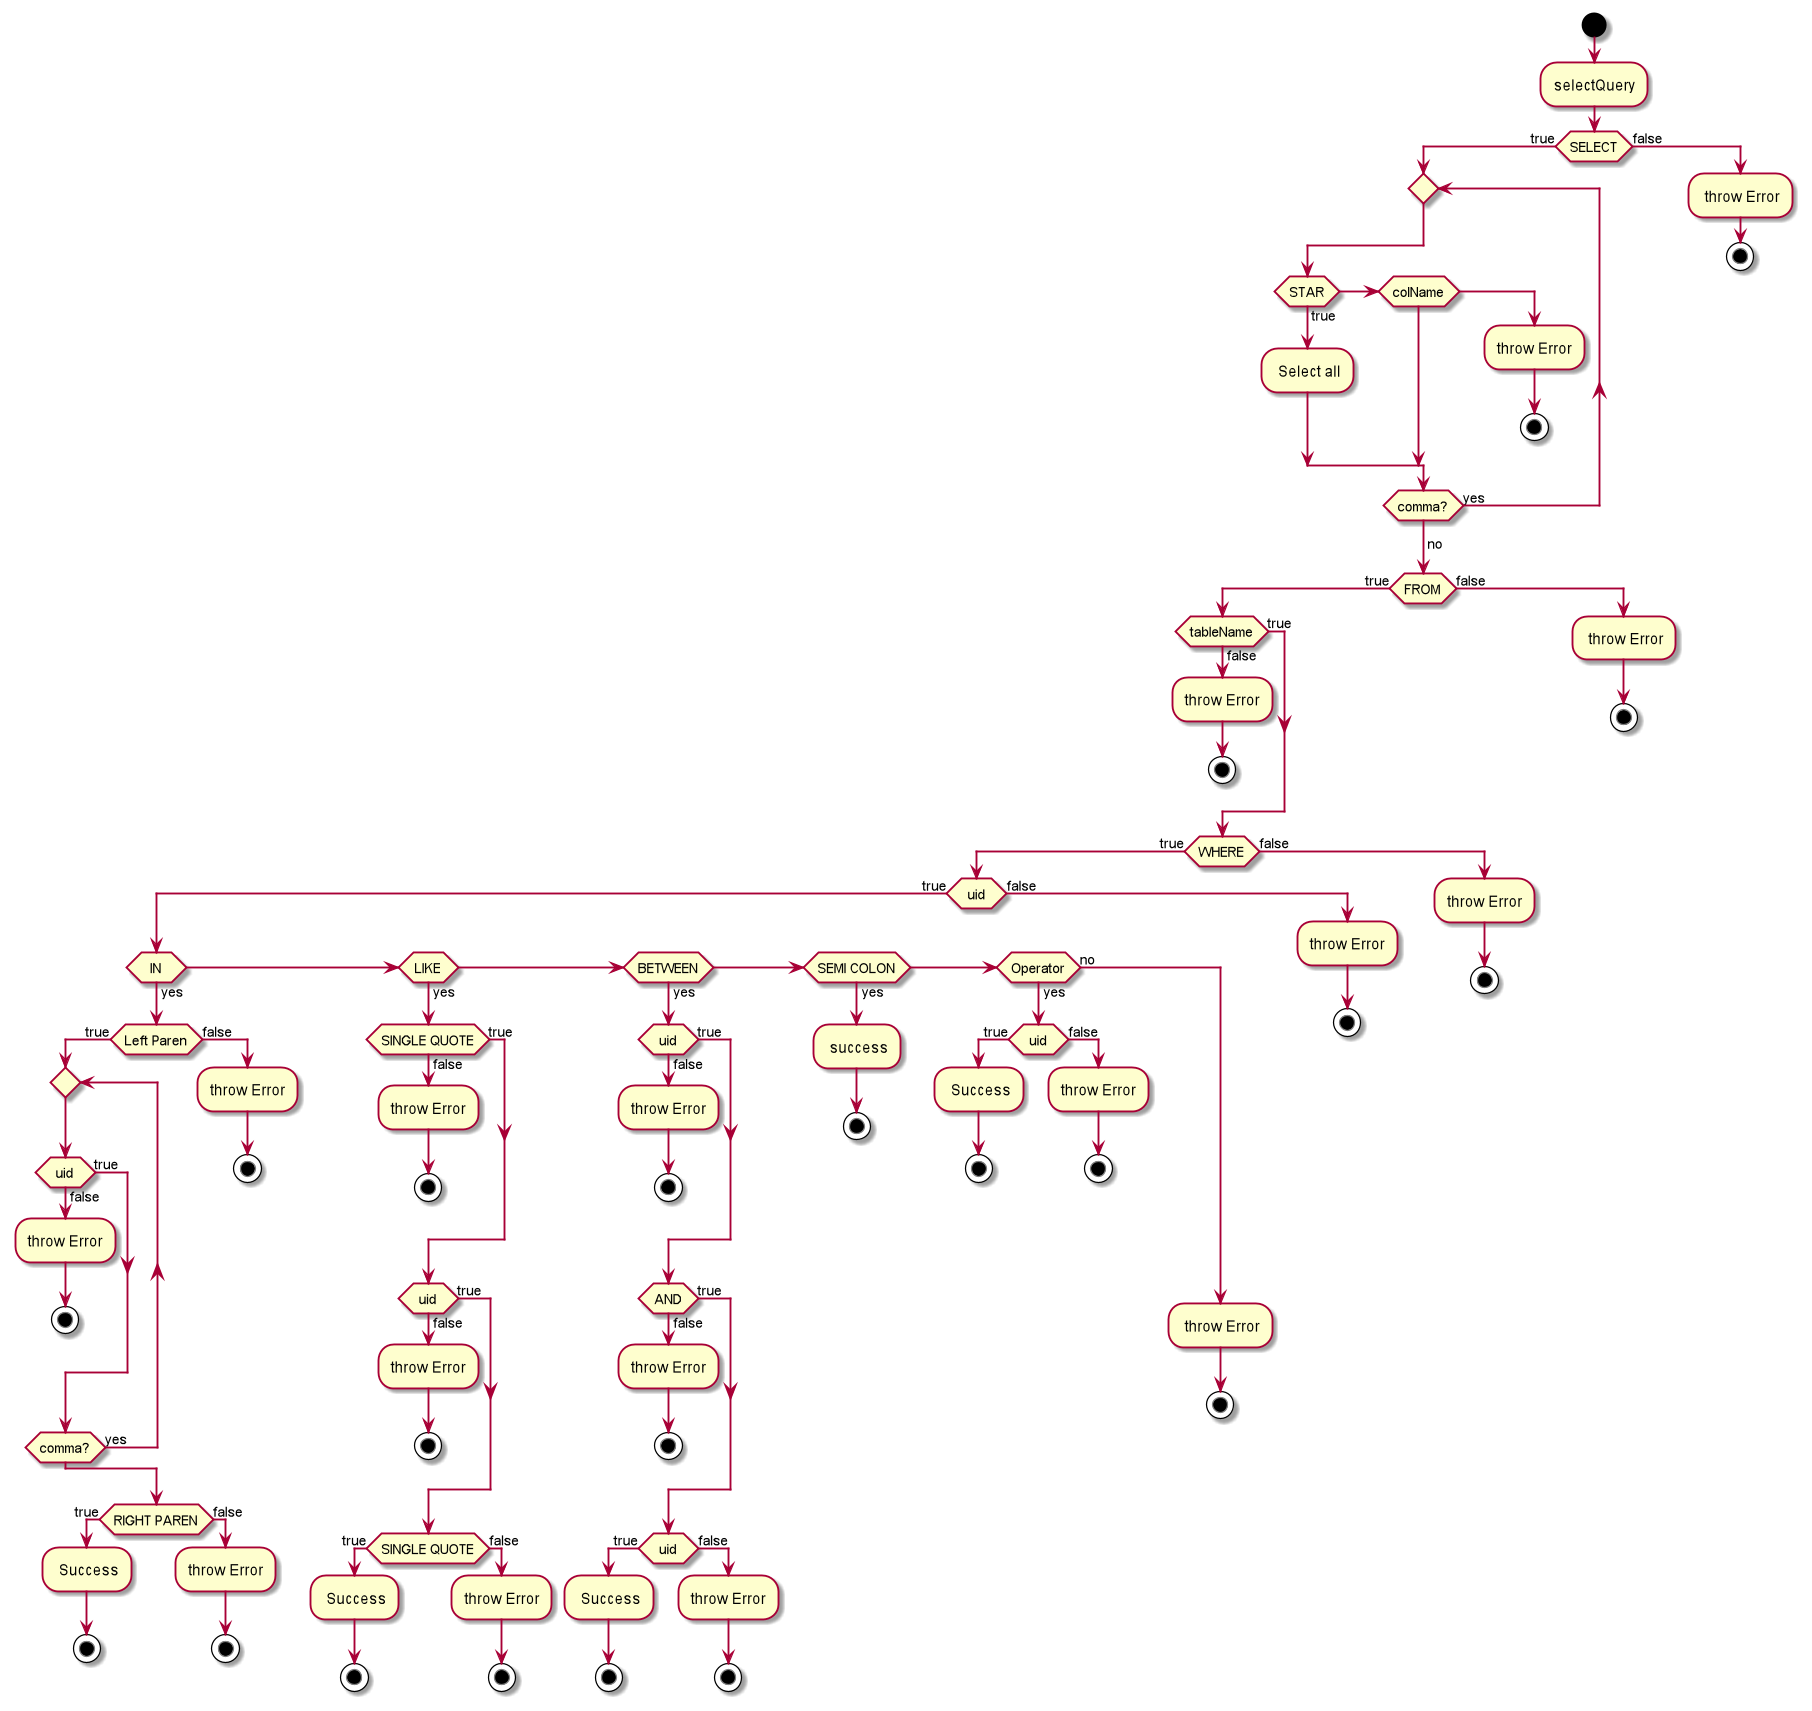 selectQuery
true
SELECT
false
throw Error
STAR
colName
true
throw Error
Select all
comma?
yes
no
true
FROM
false
tableName
true
false
throw Error
throw Error
true
WHERE
false
true
uid
false
throw Error
throw Error
IN
LIKE
BETWEEN
SEMI COLON
Operator
no
yes
yes
yes
yes
yes
true
Left Paren
false
SINGLE QUOTE
true
uid
true
success
true
uid
false
false
false
throw Error
throw Error
throw Error
Success
throw Error
uid
true
false
throw Error
uid
true
AND
true
false
false
throw Error
throw Error
throw Error
comma?
yes
true
RIGHT PAREN
false
Success
throw Error
true
SINGLE QUOTE
false
true
uid
false
Success
throw Error
Success
throw Error